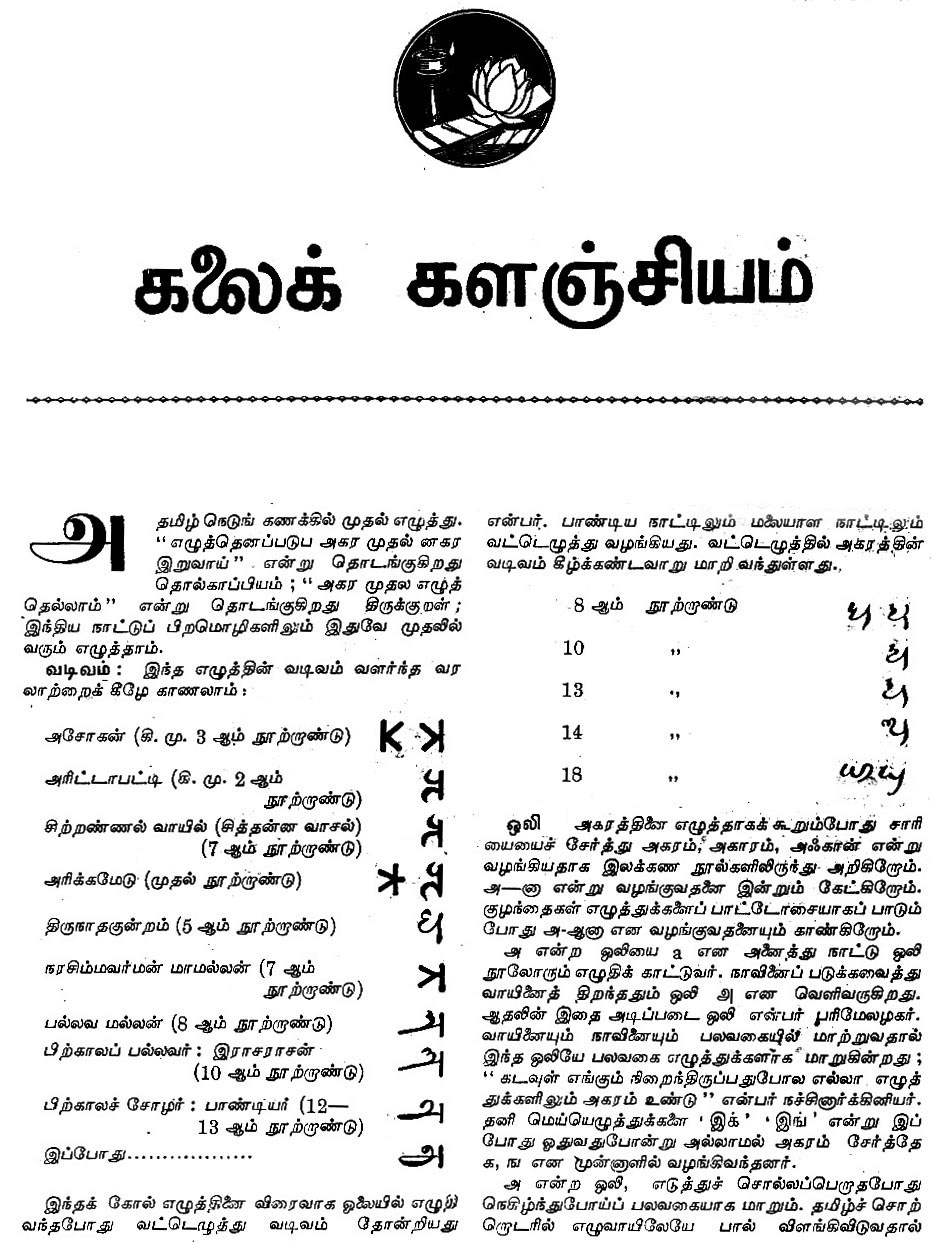 கலைக் களஞ்சியம்
அ
தமிழ் நெடுங் கணக்கில் முதல் எழுத்து.
“ எழுத்தெனப்படுப அகர முதல் னகர
இறுவாய்” என்று தொடங்குகிறது
தொல்காப்பியம் ; “ அகர முதல எழுத்
தெல்லாம்” என்று தொடங்குகிறது திருக்குறள் ;
இந்திய நாட்டுப் பிறமொழிகளிலும் இதுவே முதலில்
வரும் எழுத்தாம்.
வடிவம் : இந்த எழுத்தின் வடிவம் வளர்ந்த வர
லாற்றைக் கீழே காணலாம் :
அசோகன் (கி. மு. 3 ஆம் நூற்றாண்டு)
அரிட்டாபட்டி (கி. மு. 2 ஆம்
நூற்றாண்டு)
சிற்றண்ணல் வாயில் (சித்தன்ன வாசல்)
(7 ஆம் நூற்றாண்டு)
அரிக்கமேடு (முதல் நூற்றாண்டு)
திருநாதகுன்றம் (5 ஆம் நூற்றாண்டு)
நரசிம்மவர்மன் மாமல்லன் (7 ஆம்
நூற்றாண்டு)
பல்லவ மல்லன் (8 ஆம் நூற்றாண்டு)
பிற்காலப் பல்லவர் : இராசராசன்
(10 ஆம் நூற்றாண்டு)
பிற்காலச் சோழர் : பாண்டியர் (12—
13 ஆம் நூற்றாண்டு)
இப்போது.................. அ
இந்தக் கோல் எழுத்தினை விரைவாக ஓலையில் எழுதி
வந்தபோது வட்டெழுத்து வடிவம் தோன்றியது
என்பர். பாண்டிய நாட்டிலும் மலையாள நாட்டிலும்
வட்டெழுத்து வழங்கியது. வட்டெழுத்தில் அகரத்தின்
வடிவம் கீழ்க்கண்டவாறு மாறி வந்துள்ளது.
8 ஆம் நூற்றாண்டு
10 ,,
13 ,,
14 ,,
18 ,,
ஒலி அகரத்தினை எழுத்தாகக் கூறும்போது சாரி
யையைச் சேர்த்து அகரம், அகாரம், அஃகான் என்று
வழங்கியதாக இலக்கண நூல்களிலிருந்து அறிகிறோம்.
அ—னா என்று வழங்குவதனை இன்றும் கேட்கிறோம்.
குழந்தைகள் எழுத்துக்களைப் பாட்டோசையாகப் பாடும்
போது அ-ஆனா என வழங்குவதனையும் காண்கிறோம்.
அ என்ற ஒலியை a என அனைத்து நாட்டு ஒலி
நூலோரும் எழுதிக் காட்டுவர். நாவினைப் படுக்கவைத்து
வாயினைத் திறந்ததும் ஒலி அ என வெளிவருகிறது.
ஆதலின் இதை அடிப்படை ஒலி என்பர் பரிமேலழகர்.
வாயினையும் நாவினையும் பலவகையில் மாற்றுவதால்
இந்த ஒலியே பலவகை எழுத்துக்களாக மாறுகின்றது ;
“ கடவுள் எங்கும் நிறைந்திருப்பதுபோல எல்லா எழுத்
துக்களிலும் அகரம் உண்டு ” என்பர் நச்சினார்க்கினியர்.
தனி மெய்யெழுத்துக்களை ‘ இக் ’ ‘ இங் ’ என்று இப்
போது ஓதுவதுபோன்று அல்லாமல் அகரம் சேர்த்தே
க, ங என முன்னாளில் வழங்கிவந்தனர்.
அ என்ற ஒலி, எடுத்துச் சொல்லப்பெறாதபோது
நெகிழ்ந்துபோய்ப் பலவகையாக மாறும். தமிழ்ச் சொற்
றொடரில் எழுவாயிலேயே பால் விளங்கிவிடுவதால்